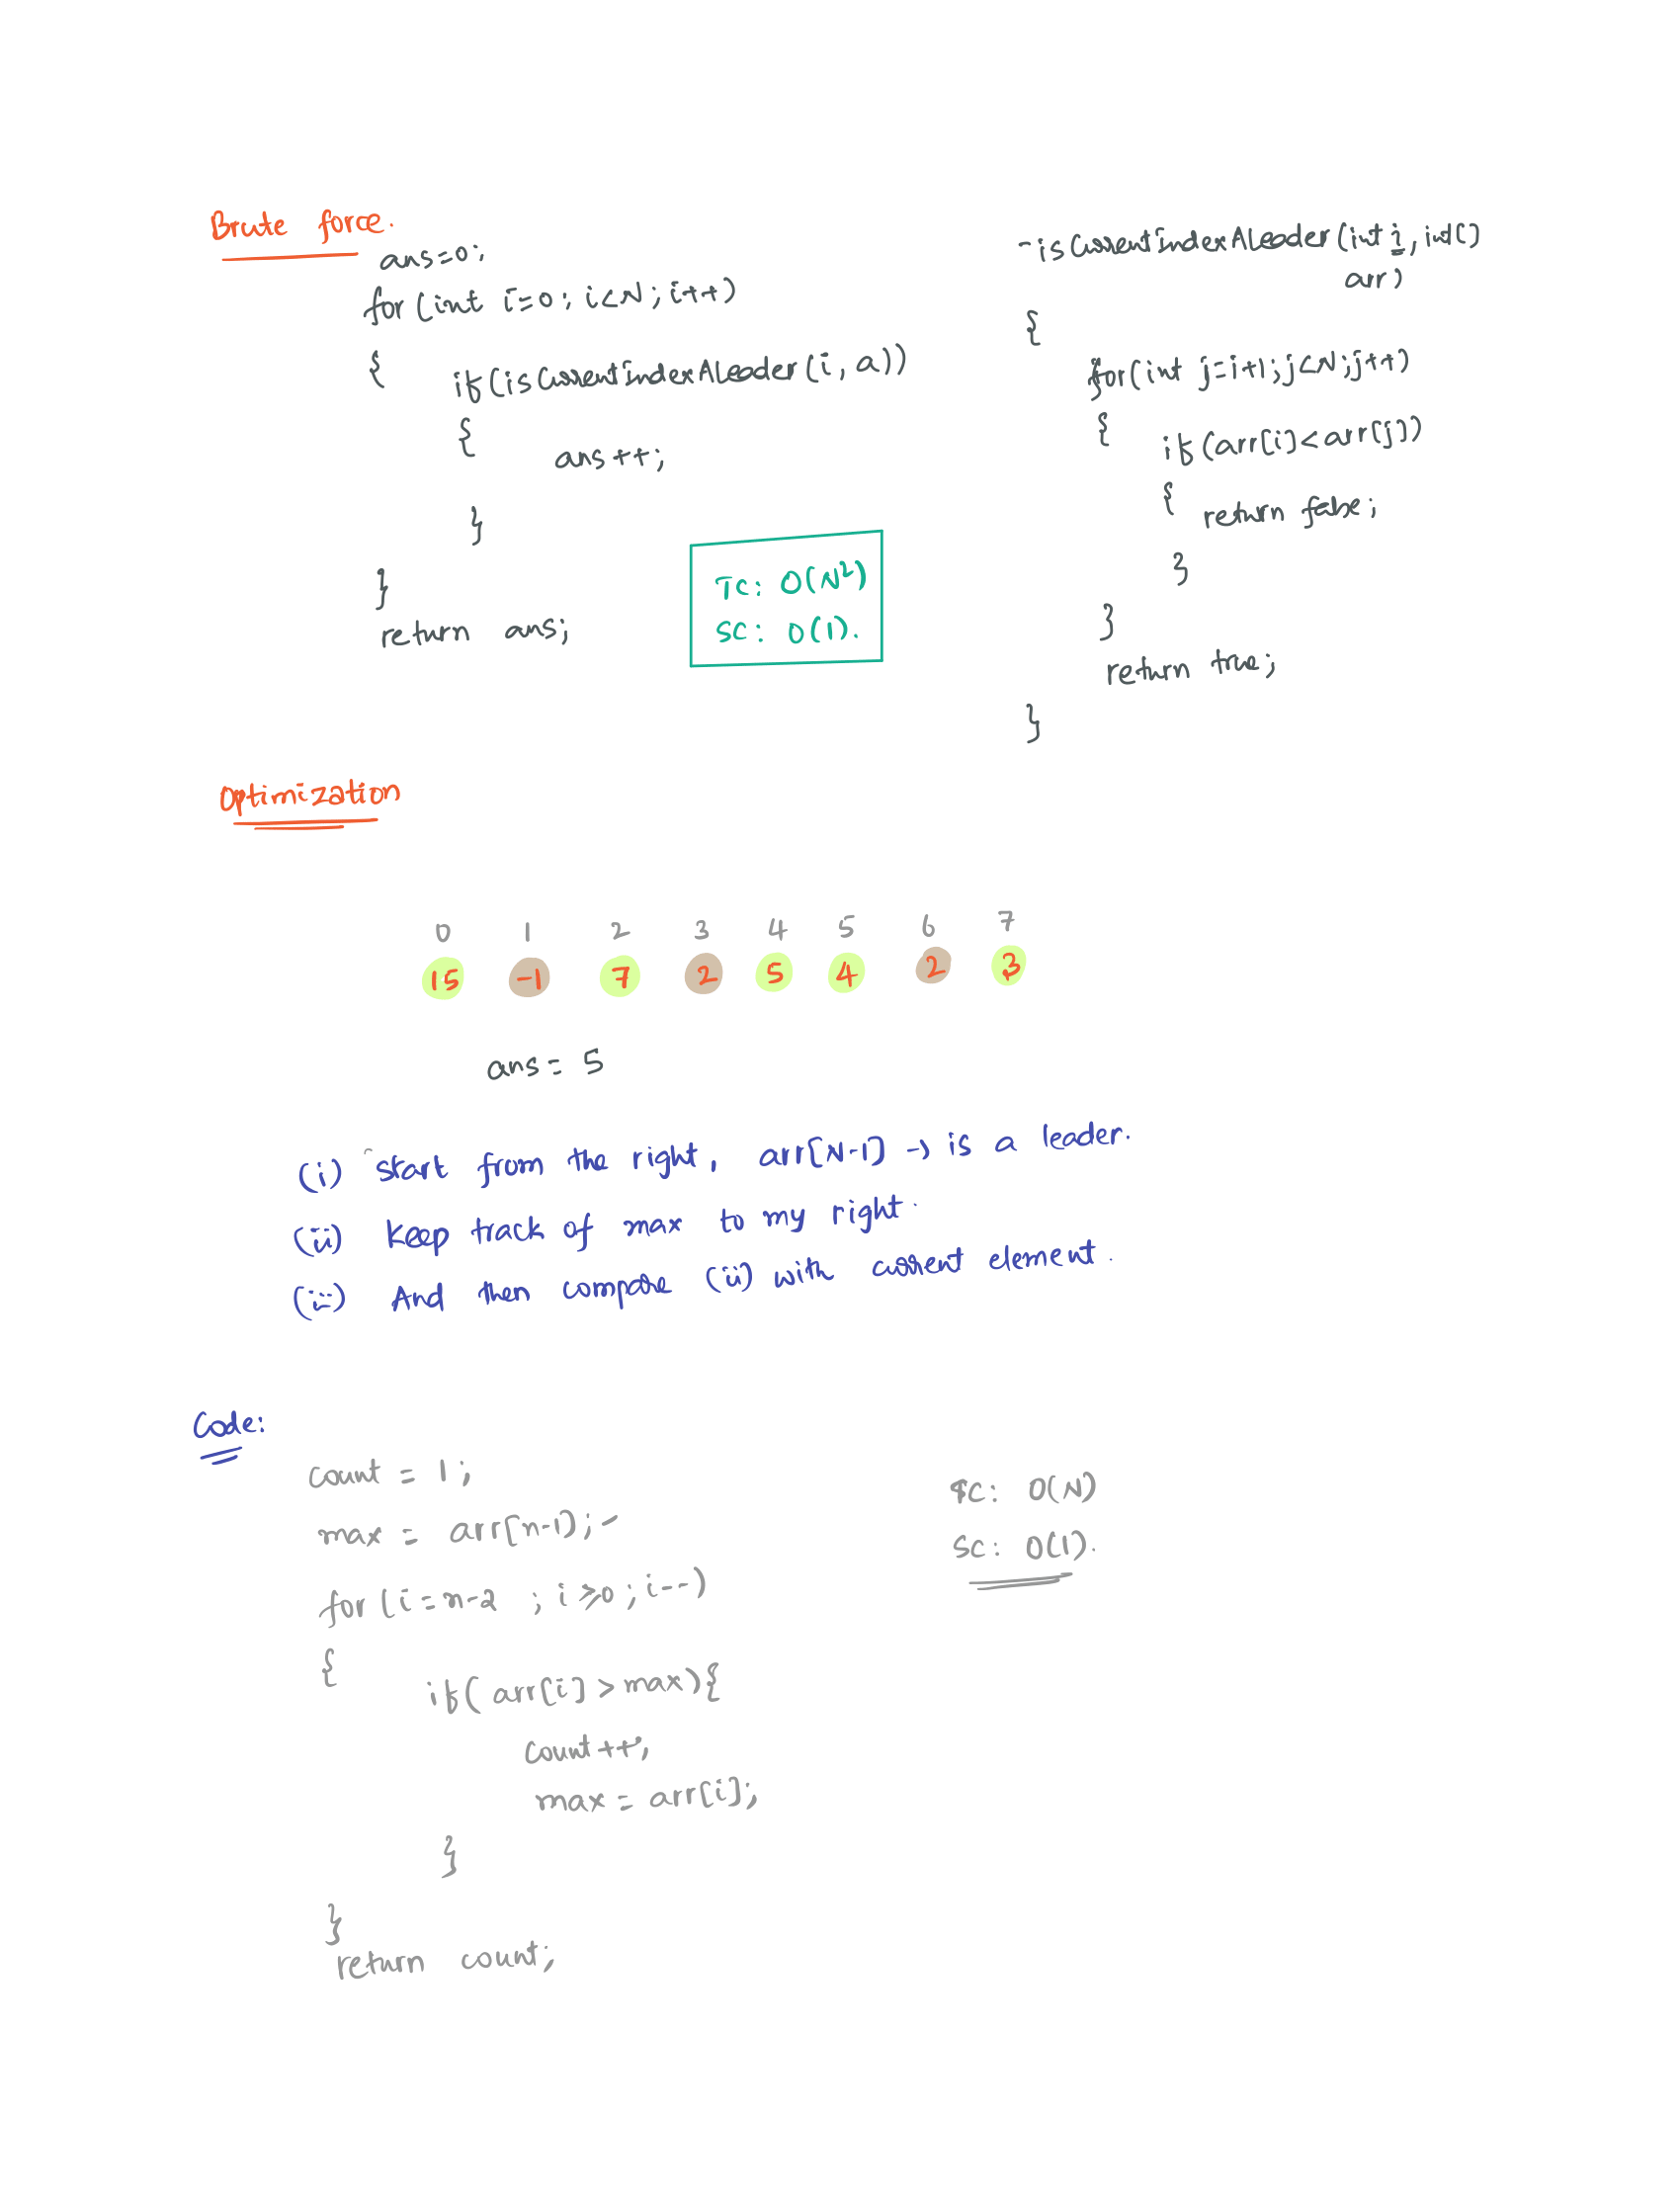 Brute force.
ans=0;
for (int i=0; i<N; i++)
{
if (isCurrentIndexALeader(i, a))
{
ans++;
}
}
return ans;
TC: O(N²)
SC: O(1).
- isCurrentIndexALeader(int i, int[]
arr)
{
for(int j=i+1; j<N; j++)
{
if (arr[i]<arr[j])
{
return false;
}
}
return true;
}
Optimization
0 1 2 3 4 5 6 7
15 -1 7 2 5 4 2 3
ans = 5
(i) Start from the right, arr[N-1] → is a leader.
(ii) Keep track of max to my right.
(iii) And then compare (ii) with current element.
Code:
count = 1;
max = arr[n-1]; -
for (i=n-2 ; i≥0; i--)
{
if( arr[i] > max){
count++;
max = arr[i];
}
}
return count;
TC: O(N)
SC: O(1).